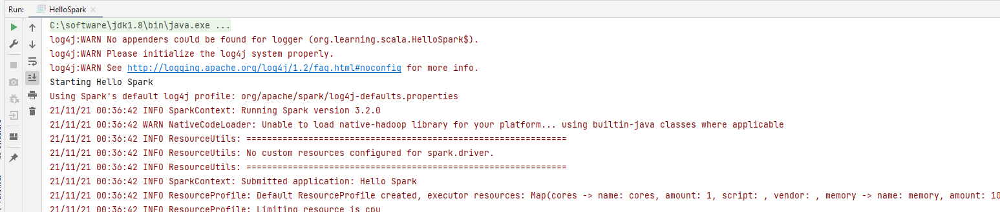 Run: HelloSpark
C:\software\jdk1.8\bin\java.exe ...
log4j:WARN No appenders could be found for logger (org.learning.scala.HelloSpark$).
log4j:WARN Please initialize the log4j system properly.
log4j:WARN See http://logging.apache.org/log4j/1.2/faq.html#noconfig for more info.
Starting Hello Spark
Using Spark's default log4j profile: org/apache/spark/log4j-defaults.properties
21/11/21 00:36:42 INFO SparkContext: Running Spark version 3.2.0
21/11/21 00:36:42 WARN NativeCodeLoader: Unable to load native-hadoop library for your platform... using builtin-java classes where applicable
21/11/21 00:36:42 INFO ResourceUtils: ==============================================================
21/11/21 00:36:42 INFO ResourceUtils: No custom resources configured for spark.driver.
21/11/21 00:36:42 INFO ResourceUtils: ==============================================================
21/11/21 00:36:42 INFO SparkContext: Submitted application: Hello Spark
21/11/21 00:36:42 INFO ResourceProfile: Default ResourceProfile created, executor resources: Map(cores -> name: cores, amount: 1, script: , vendor: , memory -> name: memory, amount: 10
21/11/21 00:36:42 INFO ResourceProfile: Limiting resource is cpu